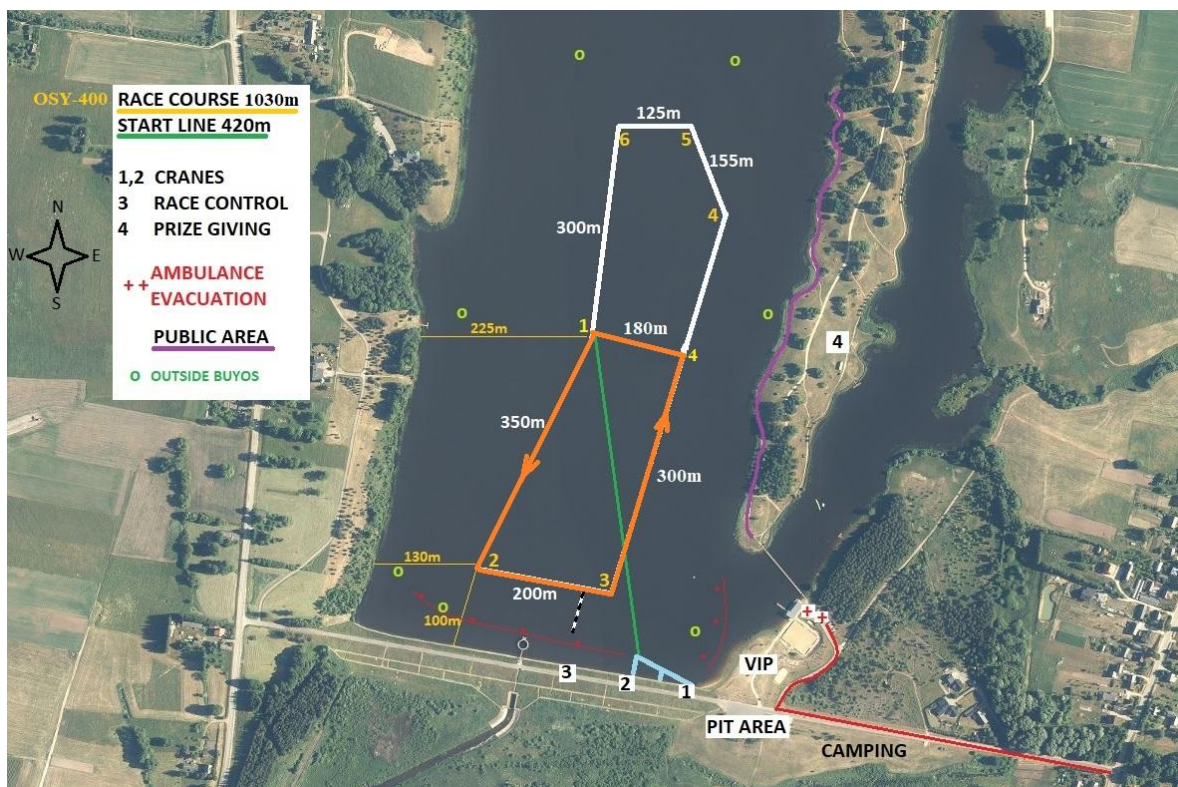 OSY-400
RACE COURSE 1030m
START LINE 420m
1,2 CRANES
3 RACE CONTROL
4 PRIZE GIVING
++ AMBULANCE
EVACUATION
PUBLIC AREA
o OUTSIDE BUYOS
N
W E
S
o
o
125m
6
5
155m
4
300m
o
o
225m
1
180m
4
4
350m
300m
130m
2
o
3
200m
o
100m
o
++
3
2
1
VIP
PIT AREA
CAMPING